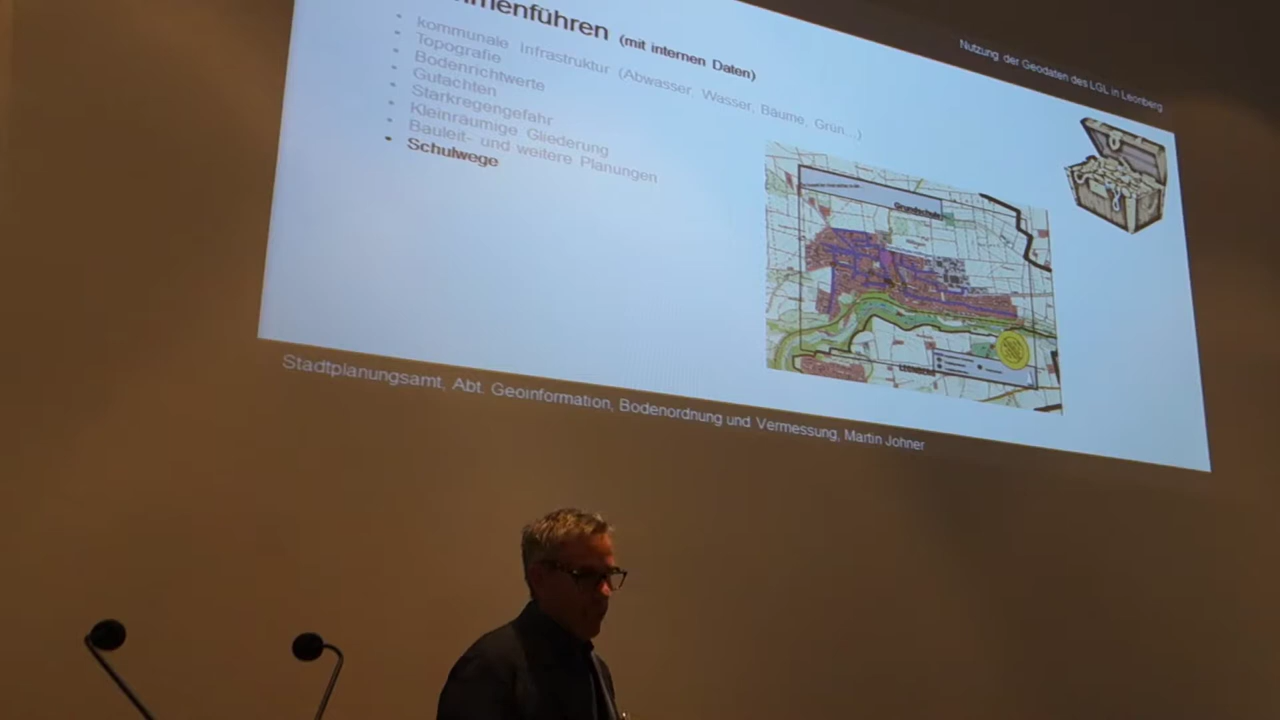 menführen (mit internen Daten)
Nutzung der Geodaten des LGL in Leonberg
• kommunale Infrastruktur (Abwasser, Wasser, Bäume, Grün...)
• Topografie
• Bodenrichtwerte
• Gutachten
• Starkregengefahr
• Kleinräumige Gliederung
• Bauleit- und weitere Planungen
• Schulwege
Grundschule
Stadtplanungsamt, Abt. Geoinformation, Bodenordnung und Vermessung, Martin Johner